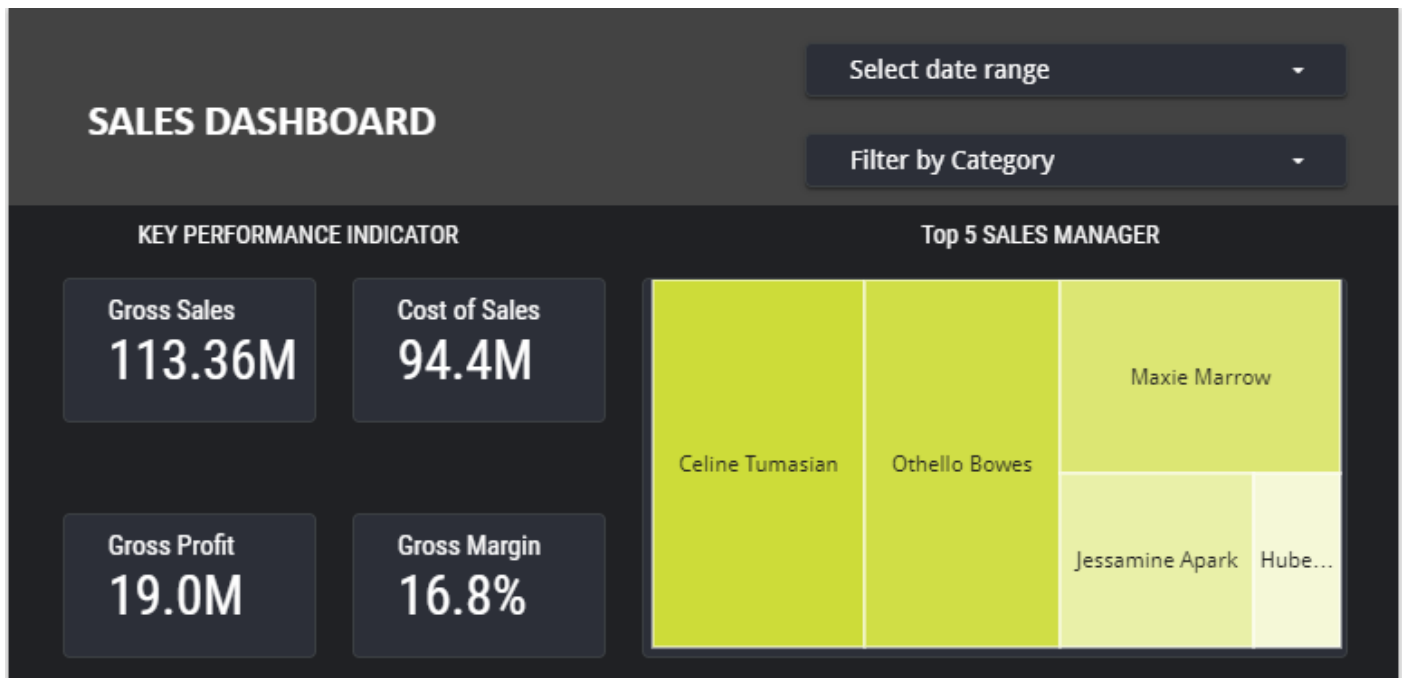 Select date range
SALES DASHBOARD
Filter by Category
KEY PERFORMANCE INDICATOR
Gross Sales
113.36M
Cost of Sales
94.4M
Gross Profit
19.0M
Gross Margin
16.8%
Top 5 SALES MANAGER
Celine Tumasian
Othello Bowes
Maxie Marrow
Jessamine Apark
Hube...